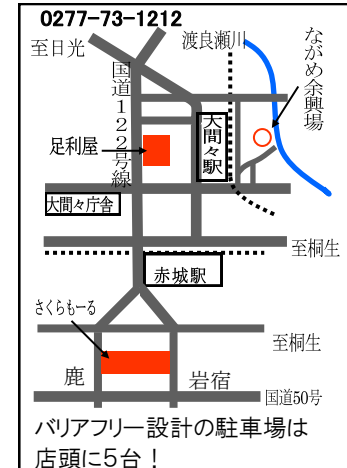 0277-73-1212
至日光
渡良瀬川
ながめ余興場
国道122号線
大間々駅
足利屋
大間々庁舎
至桐生
赤城駅
さくらもーる
至桐生
鹿
岩宿
国道50号
バリアフリー設計の駐車場は
店頭に5台！